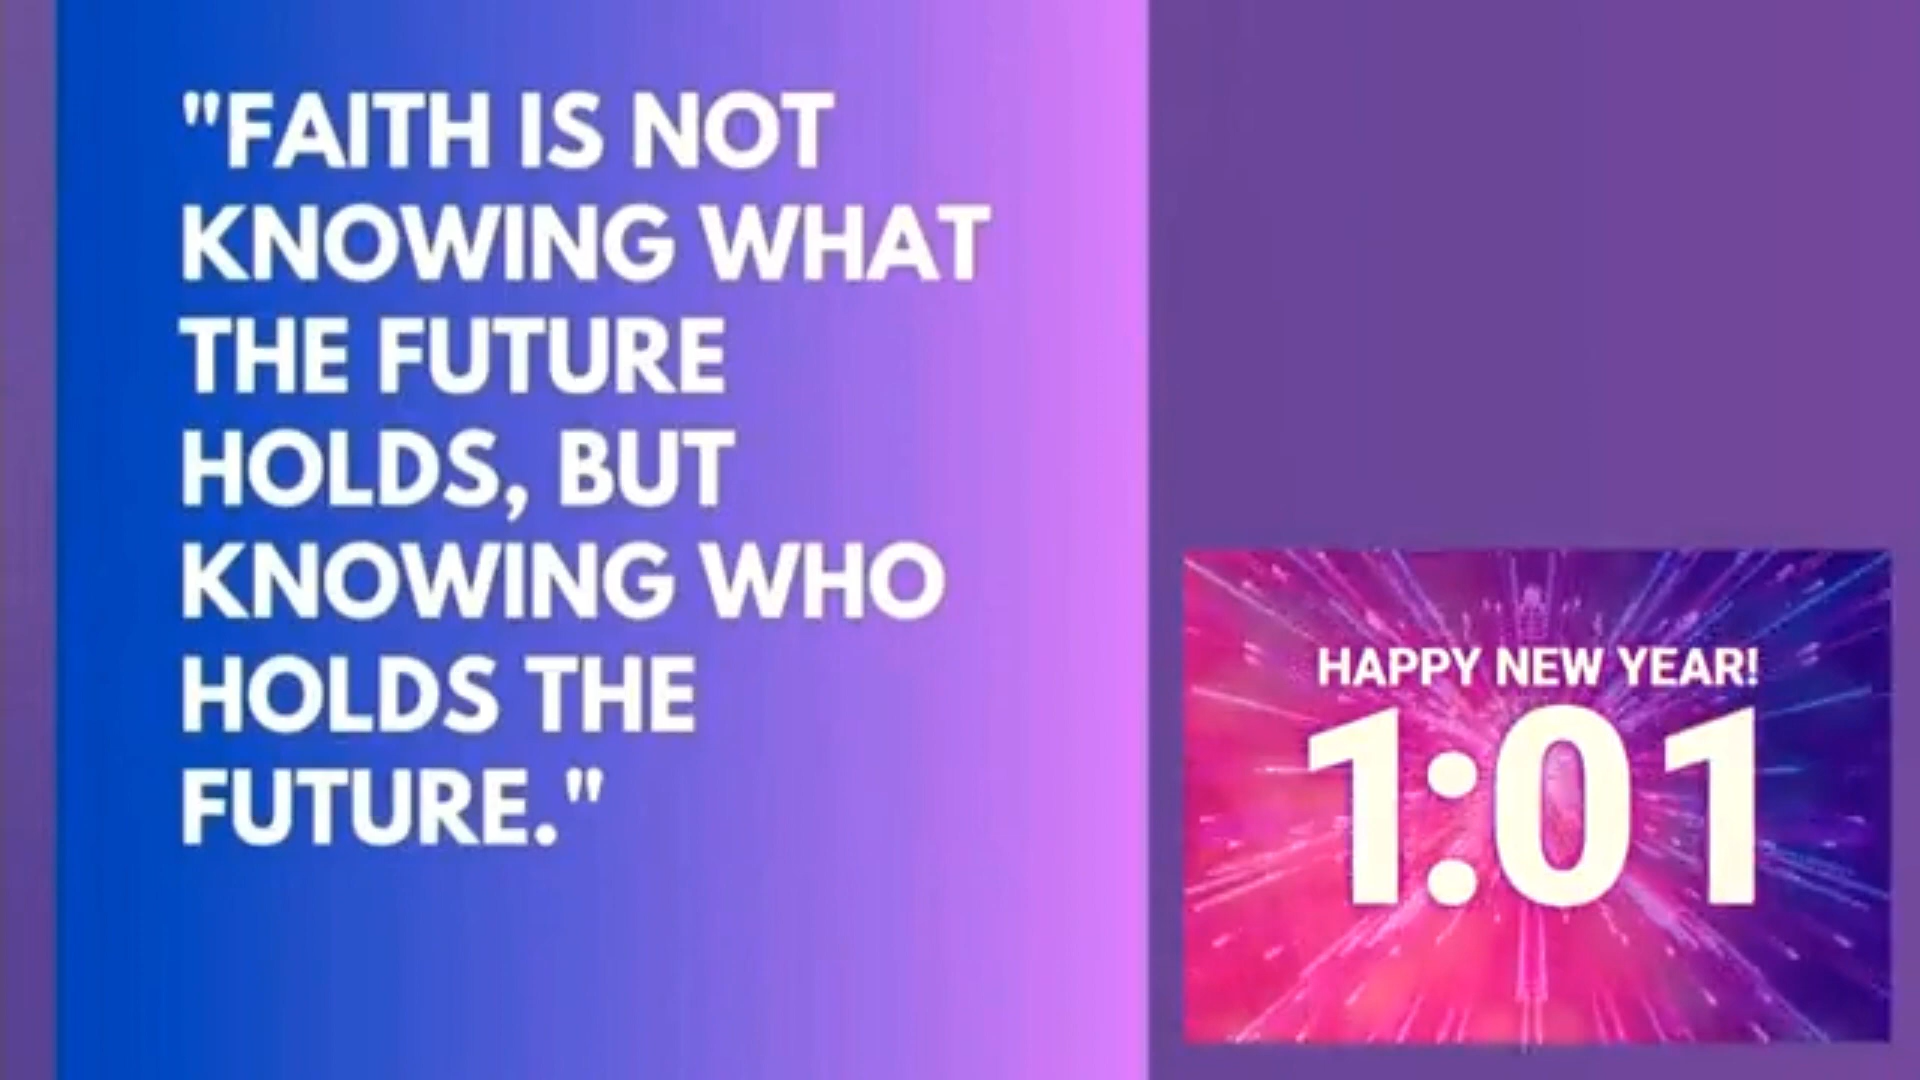 "FAITH IS NOT
KNOWING WHAT
THE FUTURE
HOLDS, BUT
KNOWING WHO
HOLDS THE
FUTURE."
HAPPY NEW YEAR!
1:01